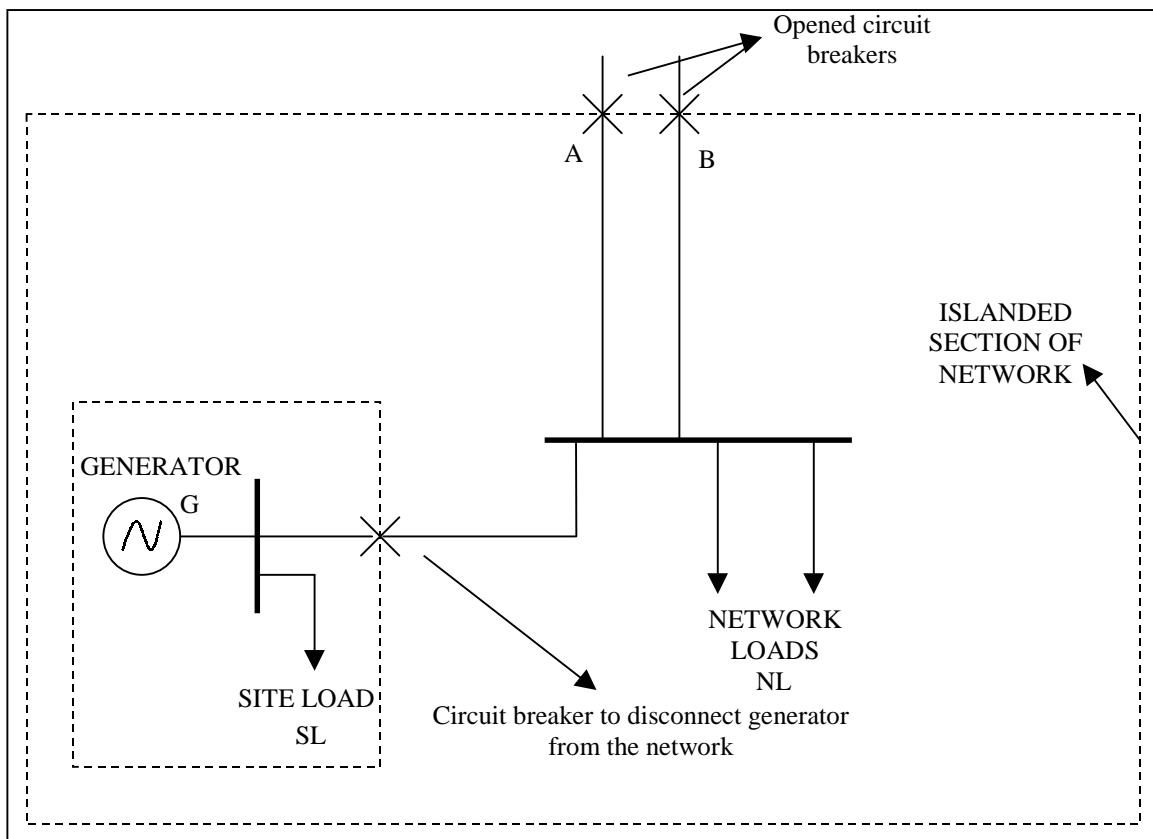 Opened circuit
breakers
A
B
ISLANDED
SECTION OF
NETWORK
GENERATOR
G
NETWORK
LOADS
NL
SITE LOAD
SL
Circuit breaker to disconnect generator
from the network